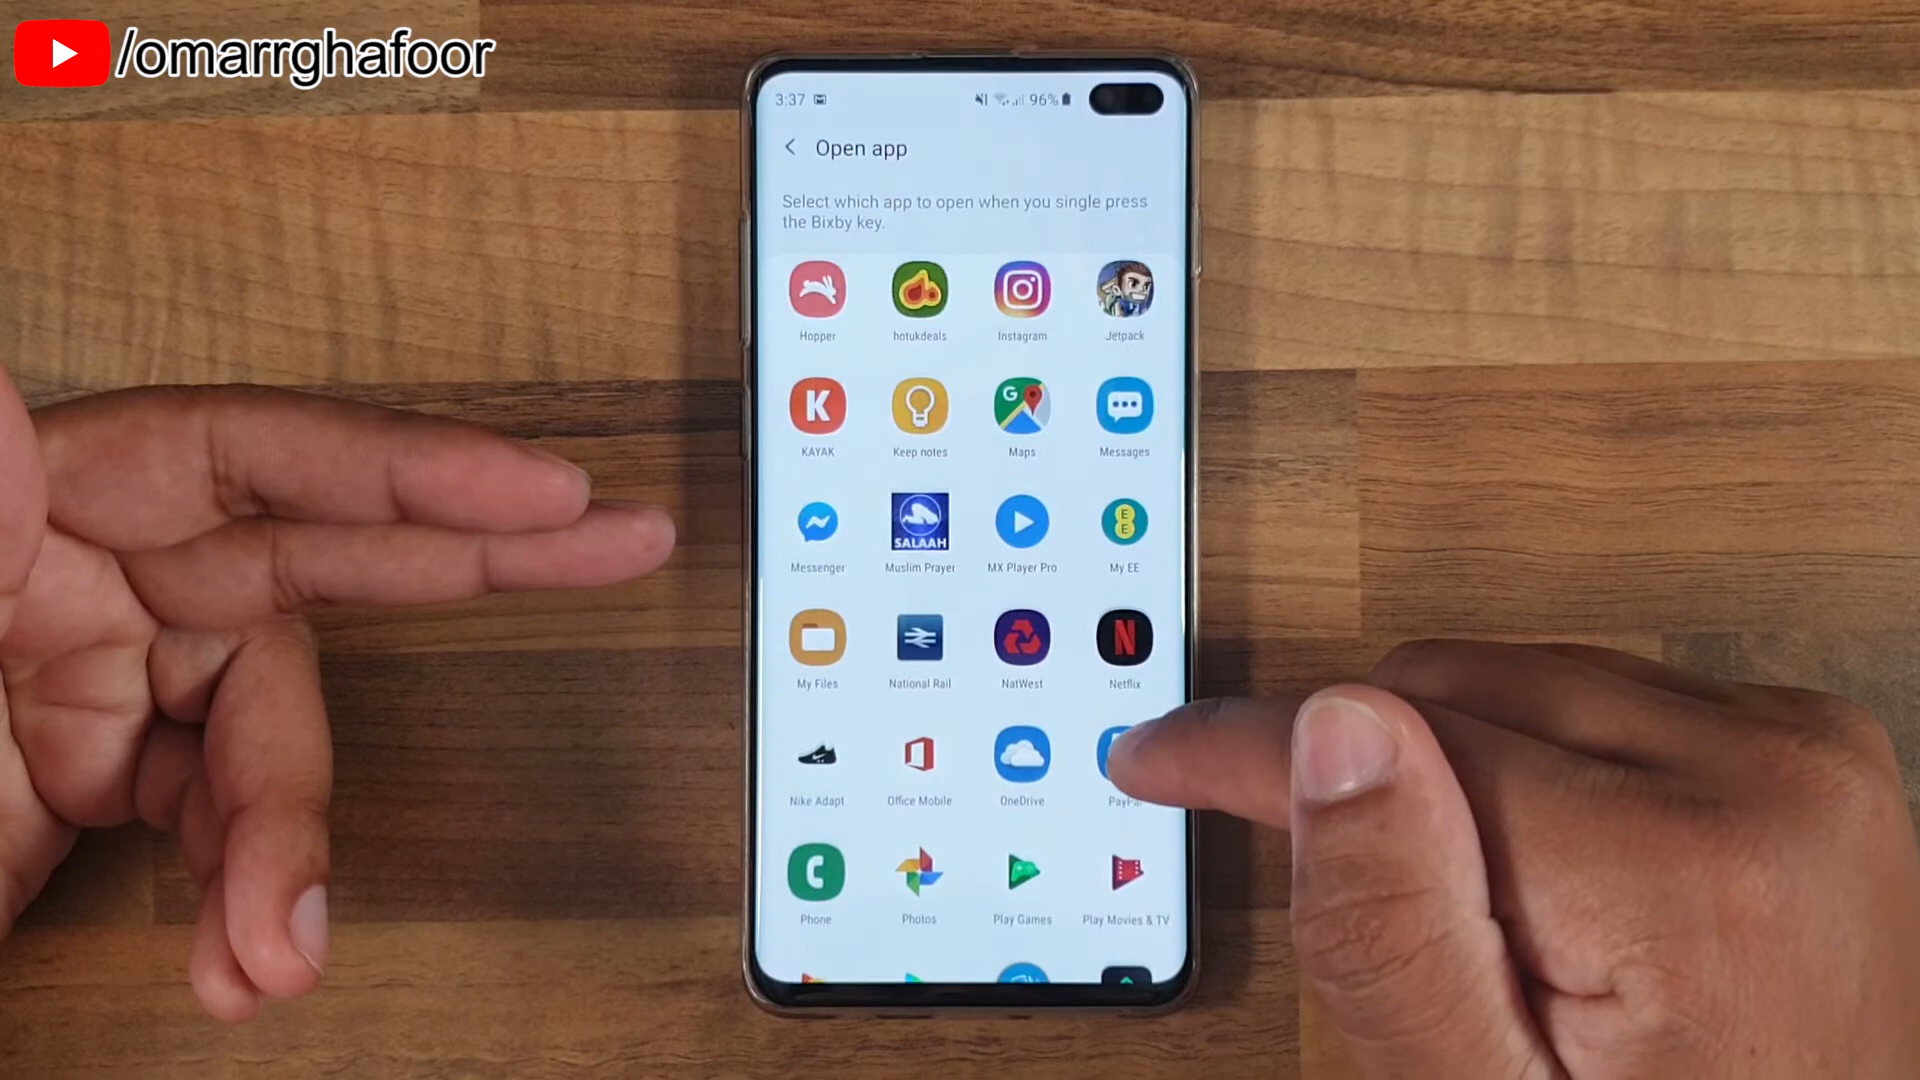 /omarrghafoor
3:37
96%
Open app
Select which app to open when you single press
the Bixby key.
Hopper
hotukdeals
Instagram
Jetpack
K
G
KAYAK
Keep notes
Maps
Messages
SALAAH
E
E
Messenger
Muslim Prayer
MX Player Pro
My EE
N
My Files
National Rail
NatWest
Netflix
Nike Adapt
Office Mobile
OneDrive
Phone
Photos
Play Games
Play Movies & TV